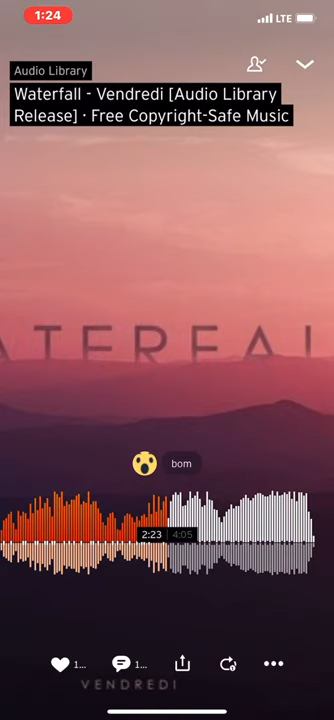 1:24
LTE
Audio Library
Waterfall - Vendredi [Audio Library
Release] · Free Copyright-Safe Music
ATERFAL
bom
2:23 | 4:05
1...
1...
VENDREDI